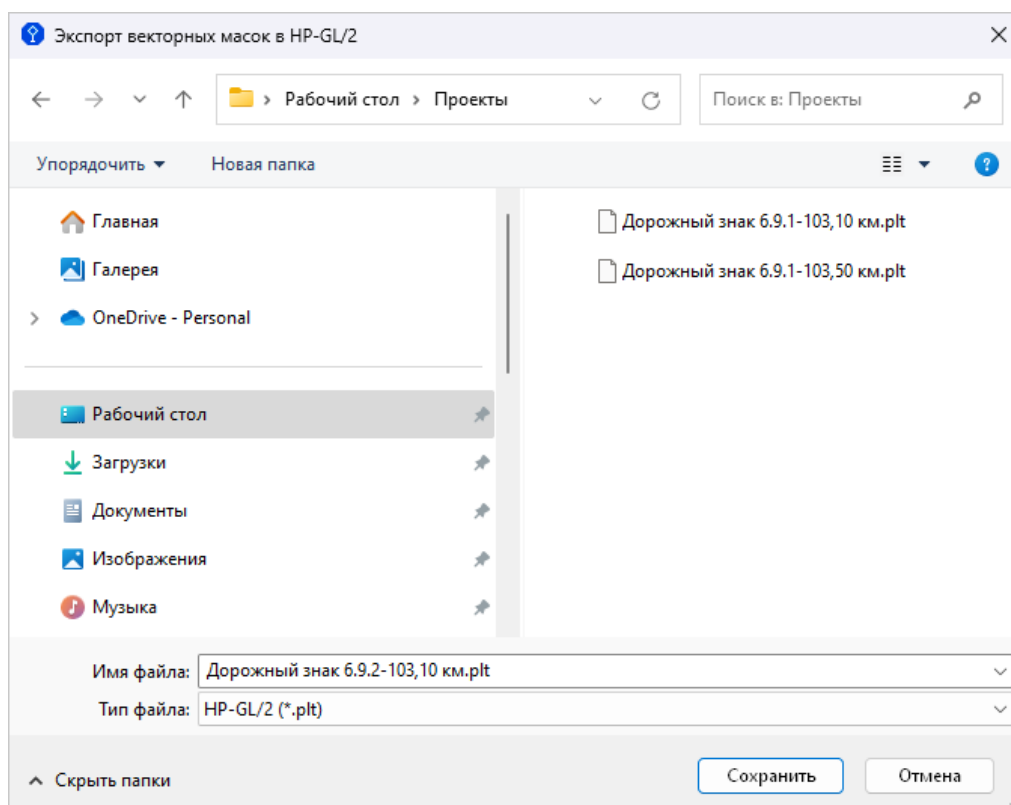 Экспорт векторных масок в HP-GL/2
Рабочий стол > Проекты
Поиск в: Проекты
Упорядочить
Новая папка
Главная
Галерея
OneDrive - Personal
Рабочий стол
Загрузки
Документы
Изображения
Музыка
Дорожный знак 6.9.1-103,10 км.plt
Дорожный знак 6.9.1-103,50 км.plt
Имя файла: Дорожный знак 6.9.2-103,10 км.plt
Тип файла: HP-GL/2 (*.plt)
Скрыть папки
Сохранить
Отмена